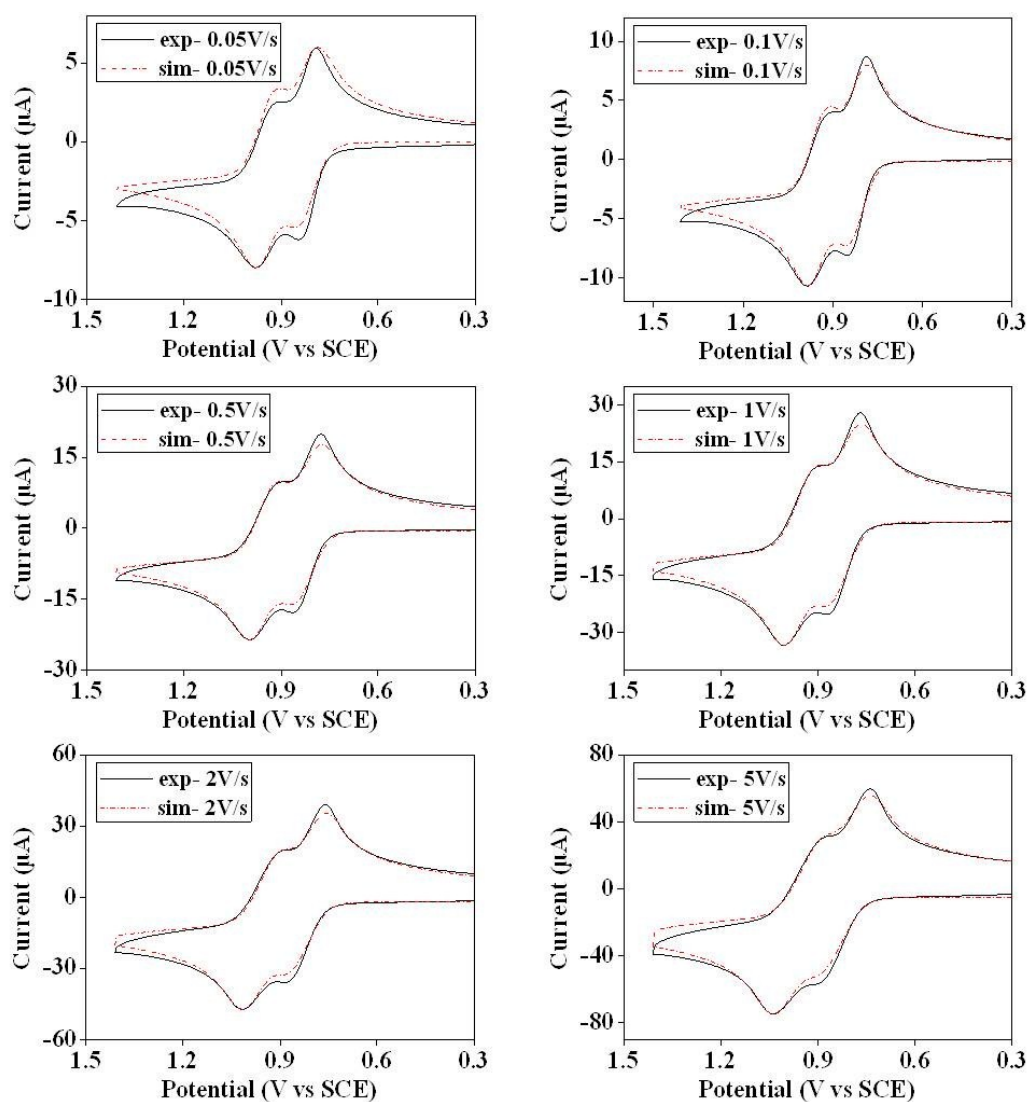 exp- 0.05V/s
sim- 0.05V/s
5
0
-5
-10
Current (μA)
1.5 1.2 0.9 0.6 0.3
Potential (V vs SCE)
exp- 0.1V/s
sim- 0.1V/s
10
5
0
-5
-10
Current (μA)
1.5 1.2 0.9 0.6 0.3
Potential (V vs SCE)
exp- 0.5V/s
sim- 0.5V/s
30
15
0
-15
-30
Current (μA)
1.5 1.2 0.9 0.6 0.3
Potential (V vs SCE)
exp- 1V/s
sim- 1V/s
30
15
0
-15
-30
Current (μA)
1.5 1.2 0.9 0.6 0.3
Potential (V vs SCE)
exp- 2V/s
sim- 2V/s
60
30
0
-30
-60
Current (μA)
1.5 1.2 0.9 0.6 0.3
Potential (V vs SCE)
exp- 5V/s
sim- 5V/s
80
40
0
-40
-80
Current (μA)
1.5 1.2 0.9 0.6 0.3
Potential (V vs SCE)